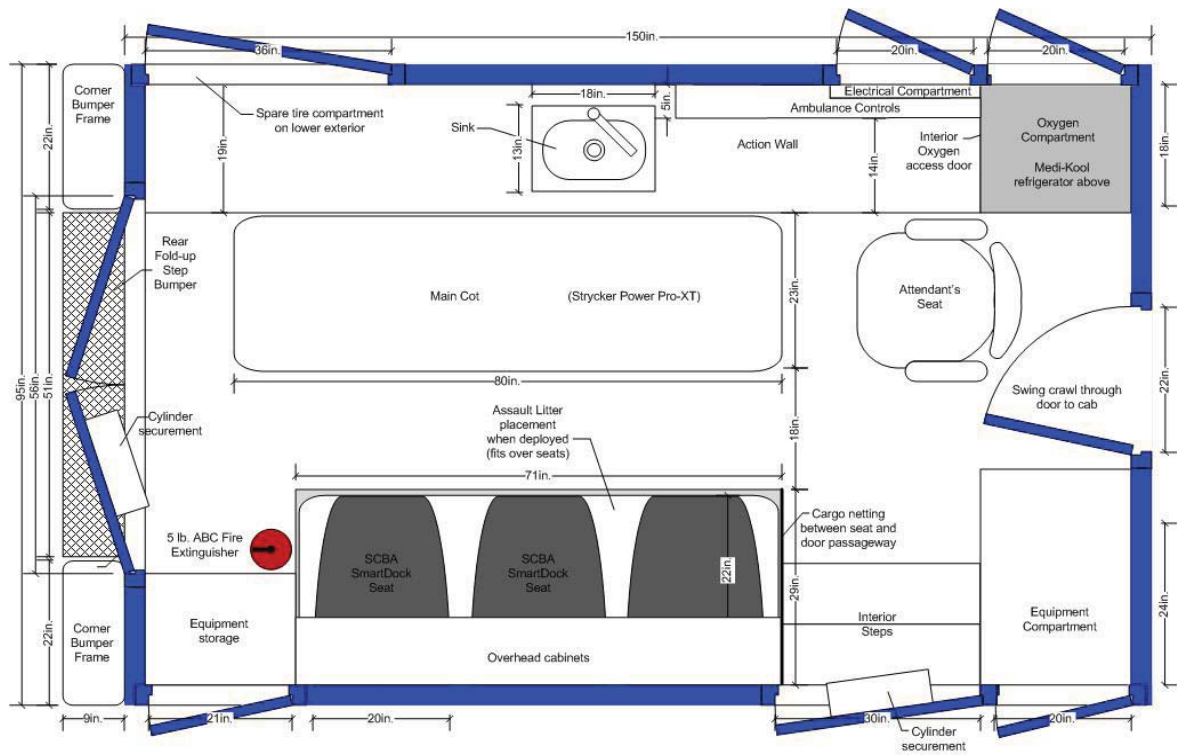 150in.
36in.
20in.
20in.
Corner
Bumper
Frame
22in.
Spare tire compartment
on lower exterior
19in.
18in.
Sink
13in.
5in.
Electrical Compartment
Ambulance Controls
Action Wall
14in.
Interior
Oxygen
access door
Oxygen
Compartment
Medi-Kool
refrigerator above
18in.
Rear
Fold-up
Step
Bumper
Main Cot
(Strycker Power Pro-XT)
23in.
Attendant's
Seat
95in.
56in.
51in.
80in.
Swing crawl through
door to cab
22in.
Cylinder
securement
Assault Litter
placement
when deployed
(fits over seats)
18in.
71in.
5 lb. ABC Fire
Extinguisher
SCBA
SmartDock
Seat
SCBA
SmartDock
Seat
22in.
Cargo netting
between seat and
door passageway
29in.
24in.
Corner
Bumper
Frame
22in.
Equipment
storage
Overhead cabinets
Interior
Steps
Equipment
Compartment
9in.
21in.
20in.
30in.
20in.
Cylinder
securement